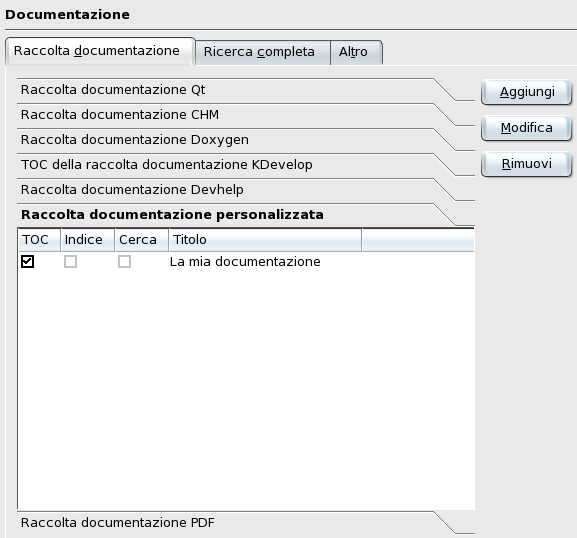 Documentazione
Raccolta documentazione Ricerca completa Altro
Raccolta documentazione Qt
Aggiungi
Raccolta documentazione CHM
Modifica
Raccolta documentazione Doxygen
TOC della raccolta documentazione KDevelop
Rimuovi
Raccolta documentazione Devhelp
Raccolta documentazione personalizzata
TOC Indice Cerca Titolo
La mia documentazione
Raccolta documentazione PDF